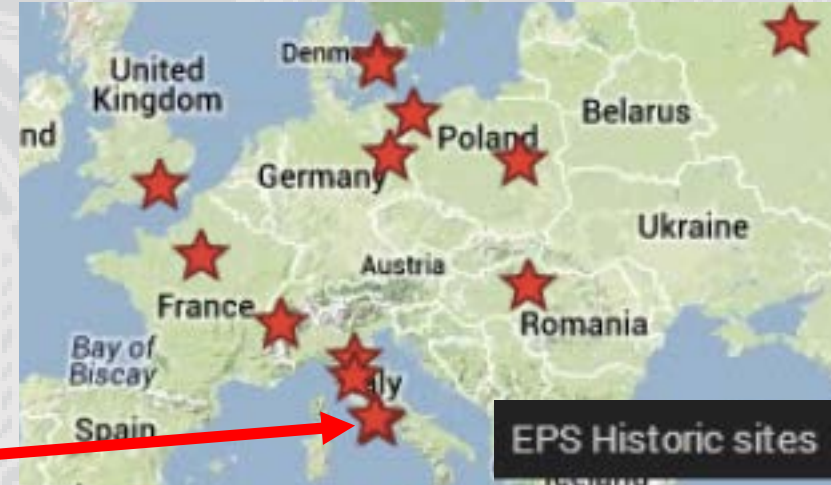 Denm
United
Kingdom
Belarus
nd
Poland
Germany
Ukraine
Austria
France
Romania
Bay of
Biscay
aly
Spain
EPS Historic sites